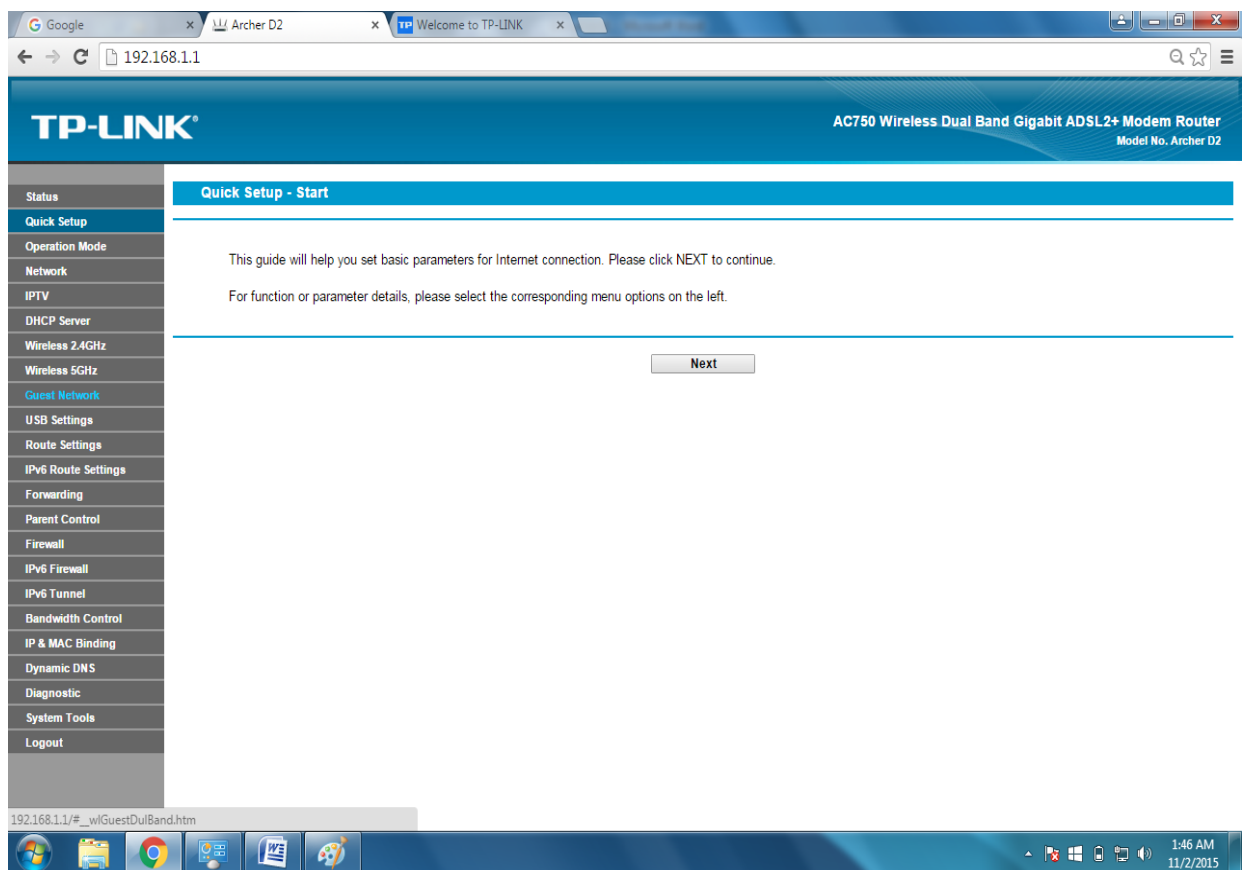 Google
Archer D2
TP Welcome to TP-LINK
192.168.1.1
TP-LINK®
AC750 Wireless Dual Band Gigabit ADSL2+ Modem Router
Model No. Archer D2
Status
Quick Setup
Operation Mode
Network
IPTV
DHCP Server
Wireless 2.4GHz
Wireless 5GHz
Guest Network
USB Settings
Route Settings
IPv6 Route Settings
Forwarding
Parent Control
Firewall
IPv6 Firewall
IPv6 Tunnel
Bandwidth Control
IP & MAC Binding
Dynamic DNS
Diagnostic
System Tools
Logout
Quick Setup - Start
This guide will help you set basic parameters for Internet connection. Please click NEXT to continue.
For function or parameter details, please select the corresponding menu options on the left.
Next
192.168.1.1/#__wlGuestDulBand.htm
1:46 AM
11/2/2015